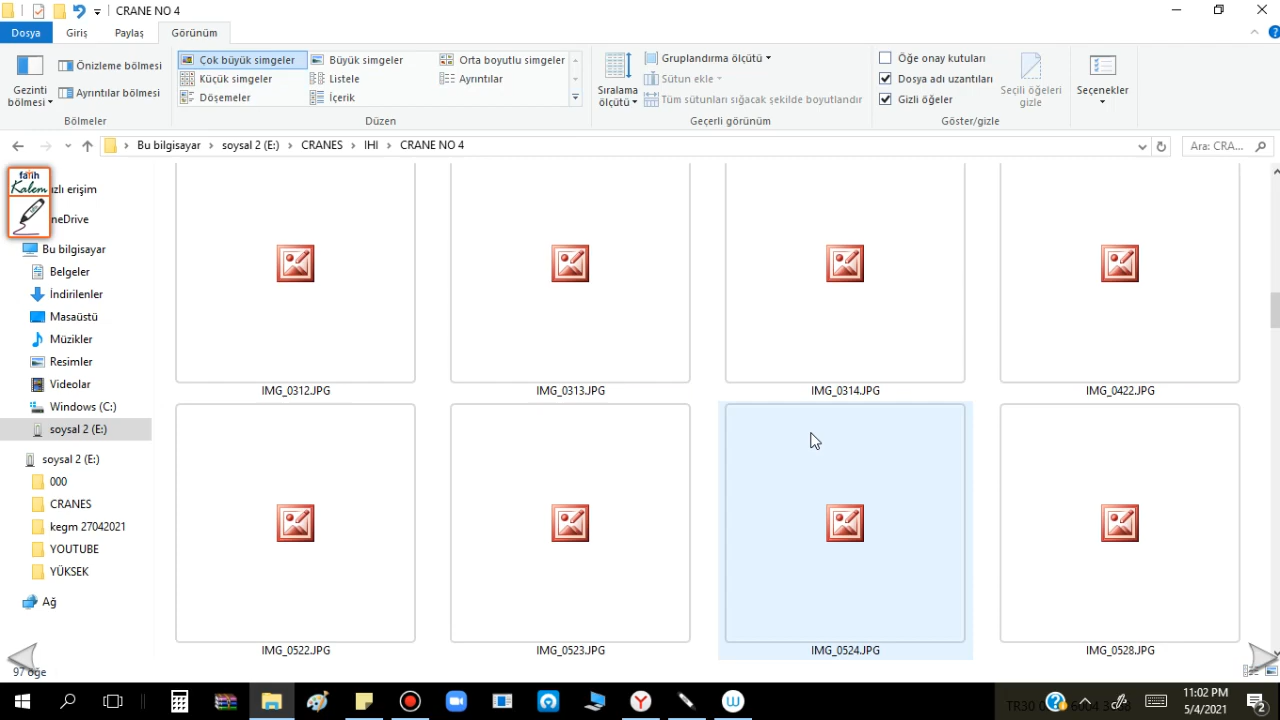 CRANE NO 4
Dosya Giriş Paylaş Görünüm
Gezinti bölmesi
Önizleme bölmesi
Ayrıntılar bölmesi
Bölmeler
Çok büyük simgeler Büyük simgeler Orta boyutlu simgeler
Küçük simgeler Listele Ayrıntılar
Döşemeler İçerik
Düzen
Sıralama ölçütü
Gruplandırma ölçütü
Sütun ekle
Tüm sütunları sığacak şekilde boyutlandır
Geçerli görünüm
Öğe onay kutuları
Dosya adı uzantıları
Gizli öğeler
Seçili öğeleri gizle
Göster/gizle
Seçenekler
Bu bilgisayar > soysal 2 (E:) > CRANES > IHI > CRANE NO 4
Ara: CRA...
fatih
Kalem
ızlı erişim
neDrive
Bu bilgisayar
Belgeler
İndirilenler
Masaüstü
Müzikler
Resimler
Videolar
Windows (C:)
soysal 2 (E:)
soysal 2 (E:)
000
CRANES
kegm 27042021
YOUTUBE
YÜKSEK
Ağ
IMG_0312.JPG IMG_0313.JPG IMG_0314.JPG IMG_0422.JPG
IMG_0522.JPG IMG_0523.JPG IMG_0524.JPG IMG_0528.JPG
97 öğe
11:02 PM
5/4/2021
2